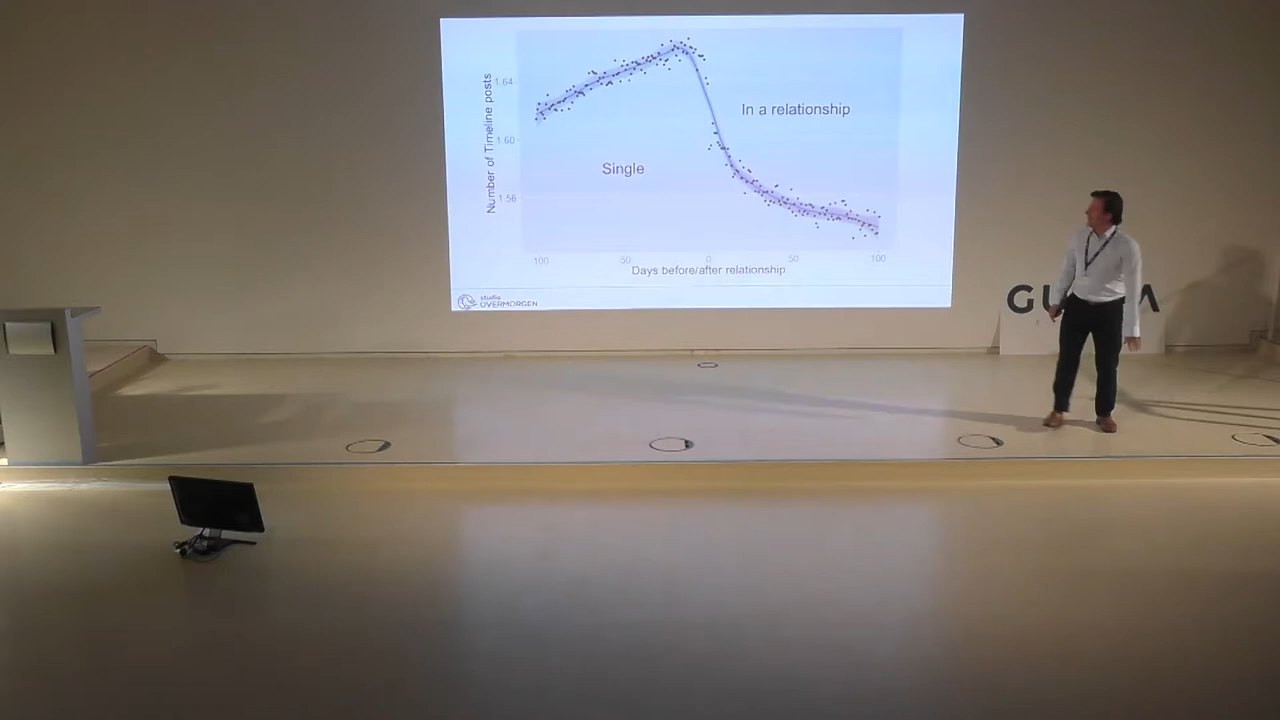 Number of Timeline posts
1.64
1.60
1.56
In a relationship
Single
100
50
0
50
100
Days before/after relationship
studio
OVERMORGEN